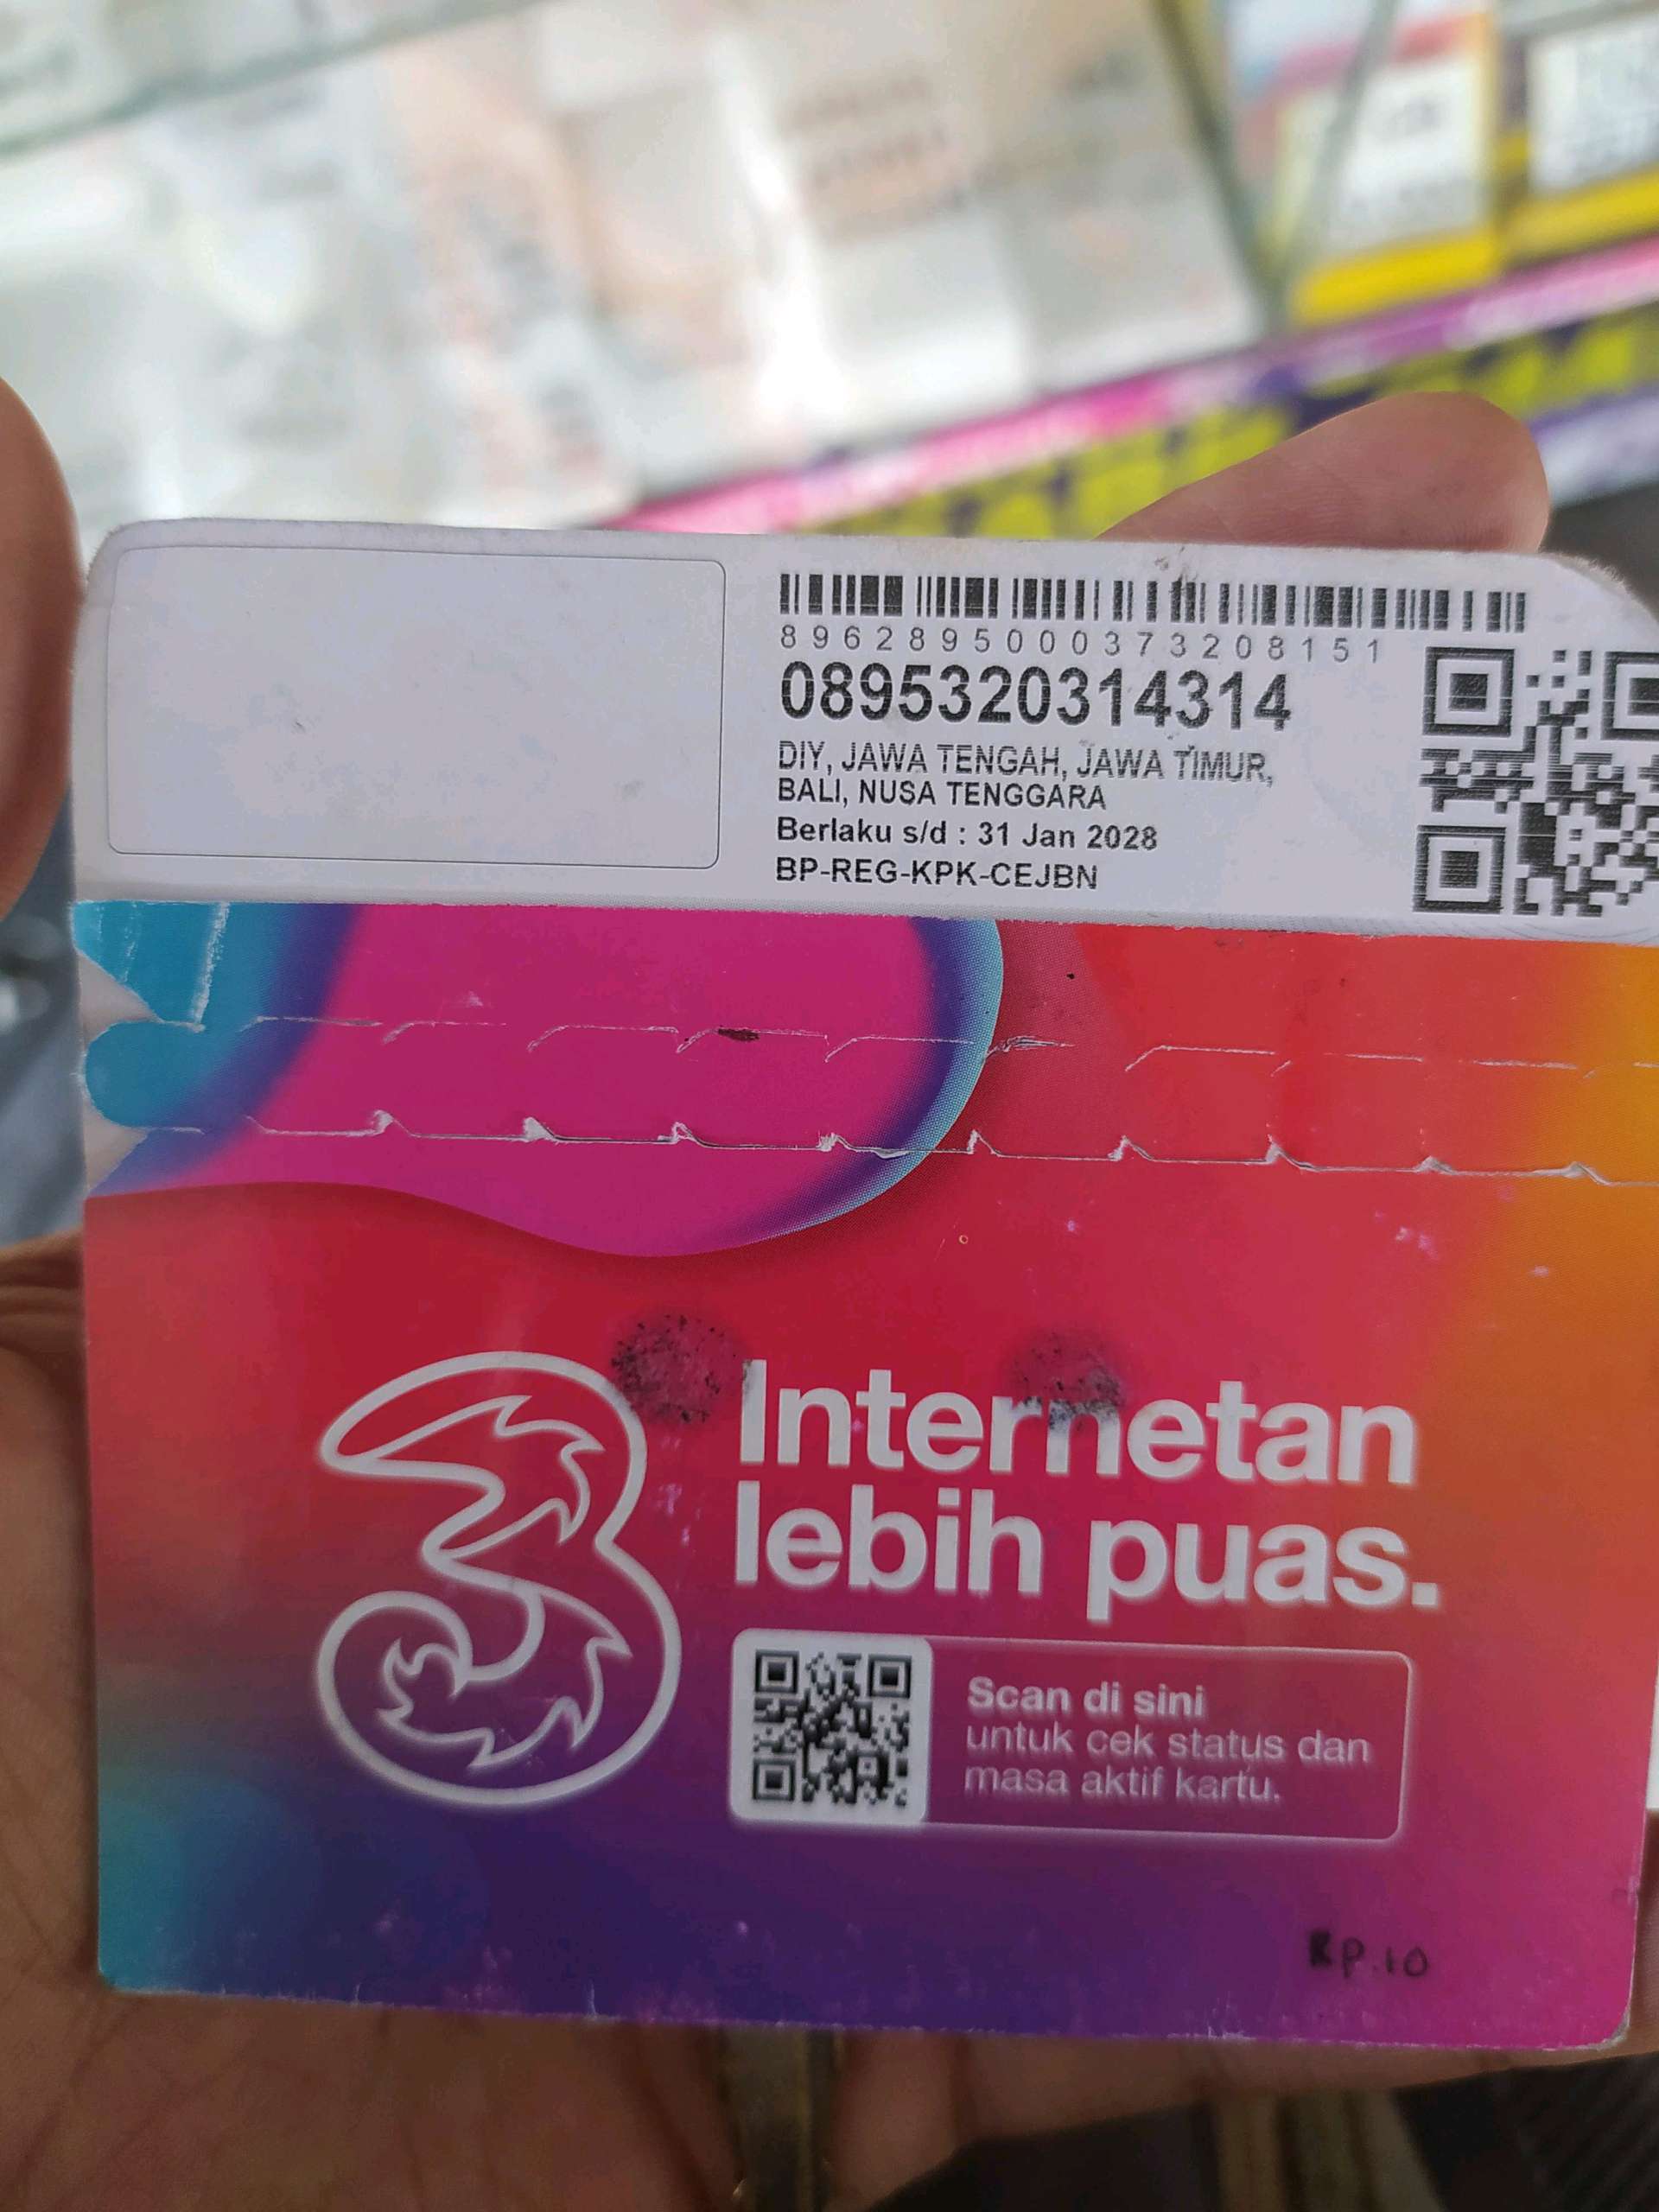 8962895000373208151
0895320314314
DIY, JAWA TENGAH, JAWA TIMUR,
BALI, NUSA TENGGARA
Berlaku s/d : 31 Jan 2028
BP-REG-KPK-CEJBN
3
Internetan
lebih puas.
Scan di sini
untuk cek status dan
masa aktif kartu.
KP.10